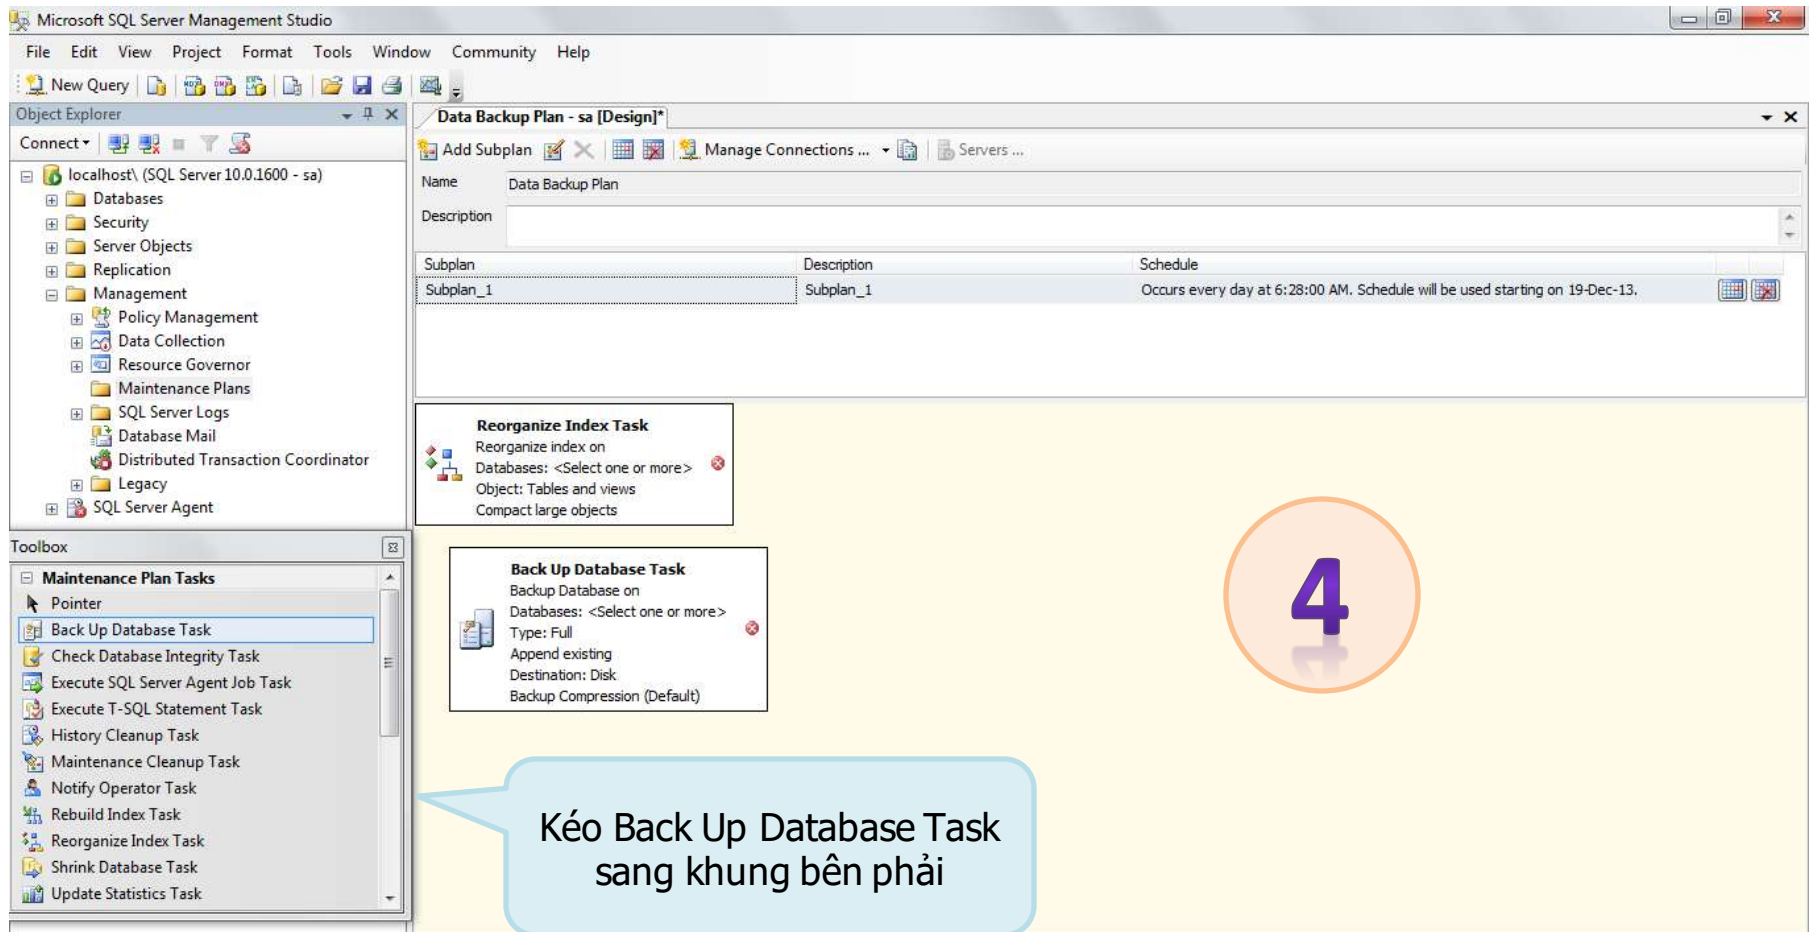 Microsoft SQL Server Management Studio
File Edit View Project Format Tools Window Community Help
New Query
Object Explorer
Connect
localhost\ (SQL Server 10.0.1600 - sa)
Databases
Security
Server Objects
Replication
Management
Policy Management
Data Collection
Resource Governor
Maintenance Plans
SQL Server Logs
Database Mail
Distributed Transaction Coordinator
Legacy
SQL Server Agent
Toolbox
Maintenance Plan Tasks
Pointer
Back Up Database Task
Check Database Integrity Task
Execute SQL Server Agent Job Task
Execute T-SQL Statement Task
History Cleanup Task
Maintenance Cleanup Task
Notify Operator Task
Rebuild Index Task
Reorganize Index Task
Shrink Database Task
Update Statistics Task
Data Backup Plan - sa [Design]*
Add Subplan Manage Connections ... Servers ...
Name Data Backup Plan
Description
Subplan Description Schedule
Subplan_1 Subplan_1 Occurs every day at 6:28:00 AM. Schedule will be used starting on 19-Dec-13.
Reorganize Index Task
Reorganize index on
Databases: <Select one or more>
Object: Tables and views
Compact large objects
Back Up Database Task
Backup Database on
Databases: <Select one or more>
Type: Full
Append existing
Destination: Disk
Backup Compression (Default)
4
Kéo Back Up Database Task
sang khung bên phải